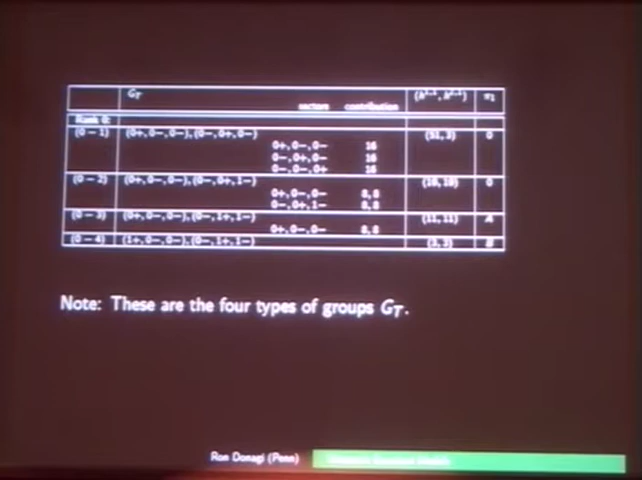 G_T sectors contribution (h^{1,1}, h^{2,1}) π_1
Rank 0:
(0 − 1) (0+, 0−, 0−), (0−, 0+, 0−) (51, 3) 0
0+, 0−, 0− 16
0−, 0+, 0− 16
0−, 0−, 0+ 16
(0 − 2) (0+, 0−, 0−), (0−, 0+, 1−) (19, 19) 0
0+, 0−, 0− 8, 8
0−, 0+, 1− 8, 8
(0 − 3) (0+, 0−, 0−), (0−, 1+, 1−) (11, 11) A
0+, 0−, 0− 8, 8
(0 − 4) (1+, 0−, 0−), (0−, 1+, 1−) (3, 3) B
Note: These are the four types of groups G_T.
Ron Donagi (Penn)